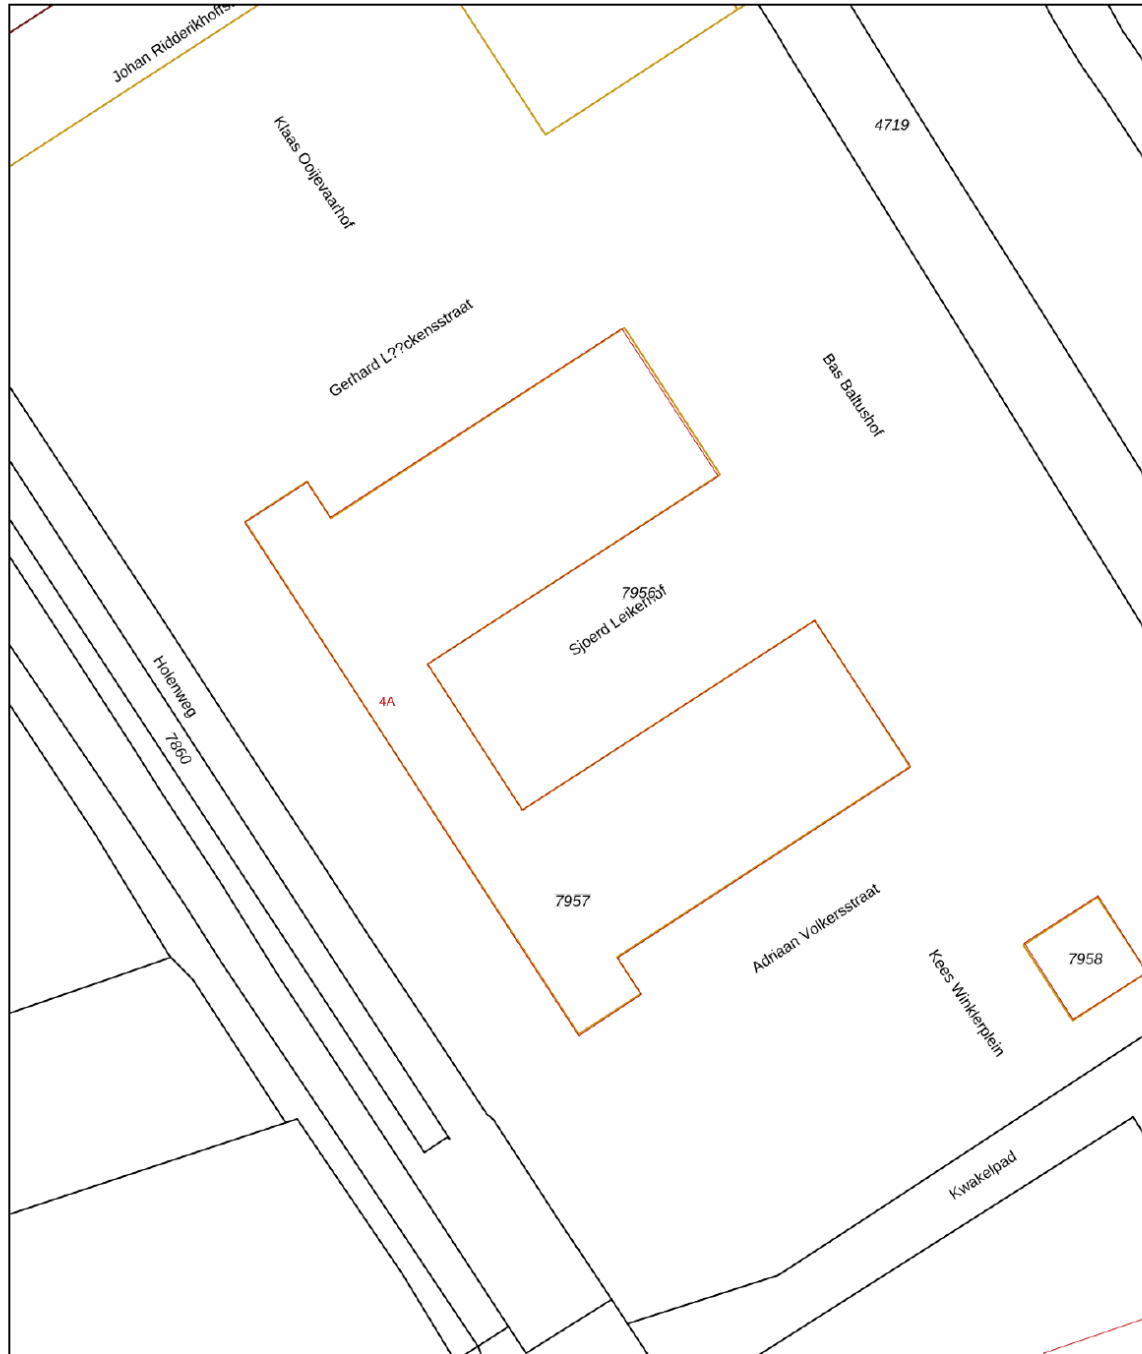 Johan Ridderikhoffs
4719
Klaas Ooijevaarhof
Gerhard L??ckensstraat
Bas Baltushof
7956
Sjoerd Leikerhof
Holenweg
4A
7860
7957
Adriaan Volkersstraat
7958
Kees Winklerplein
Kwakelpad